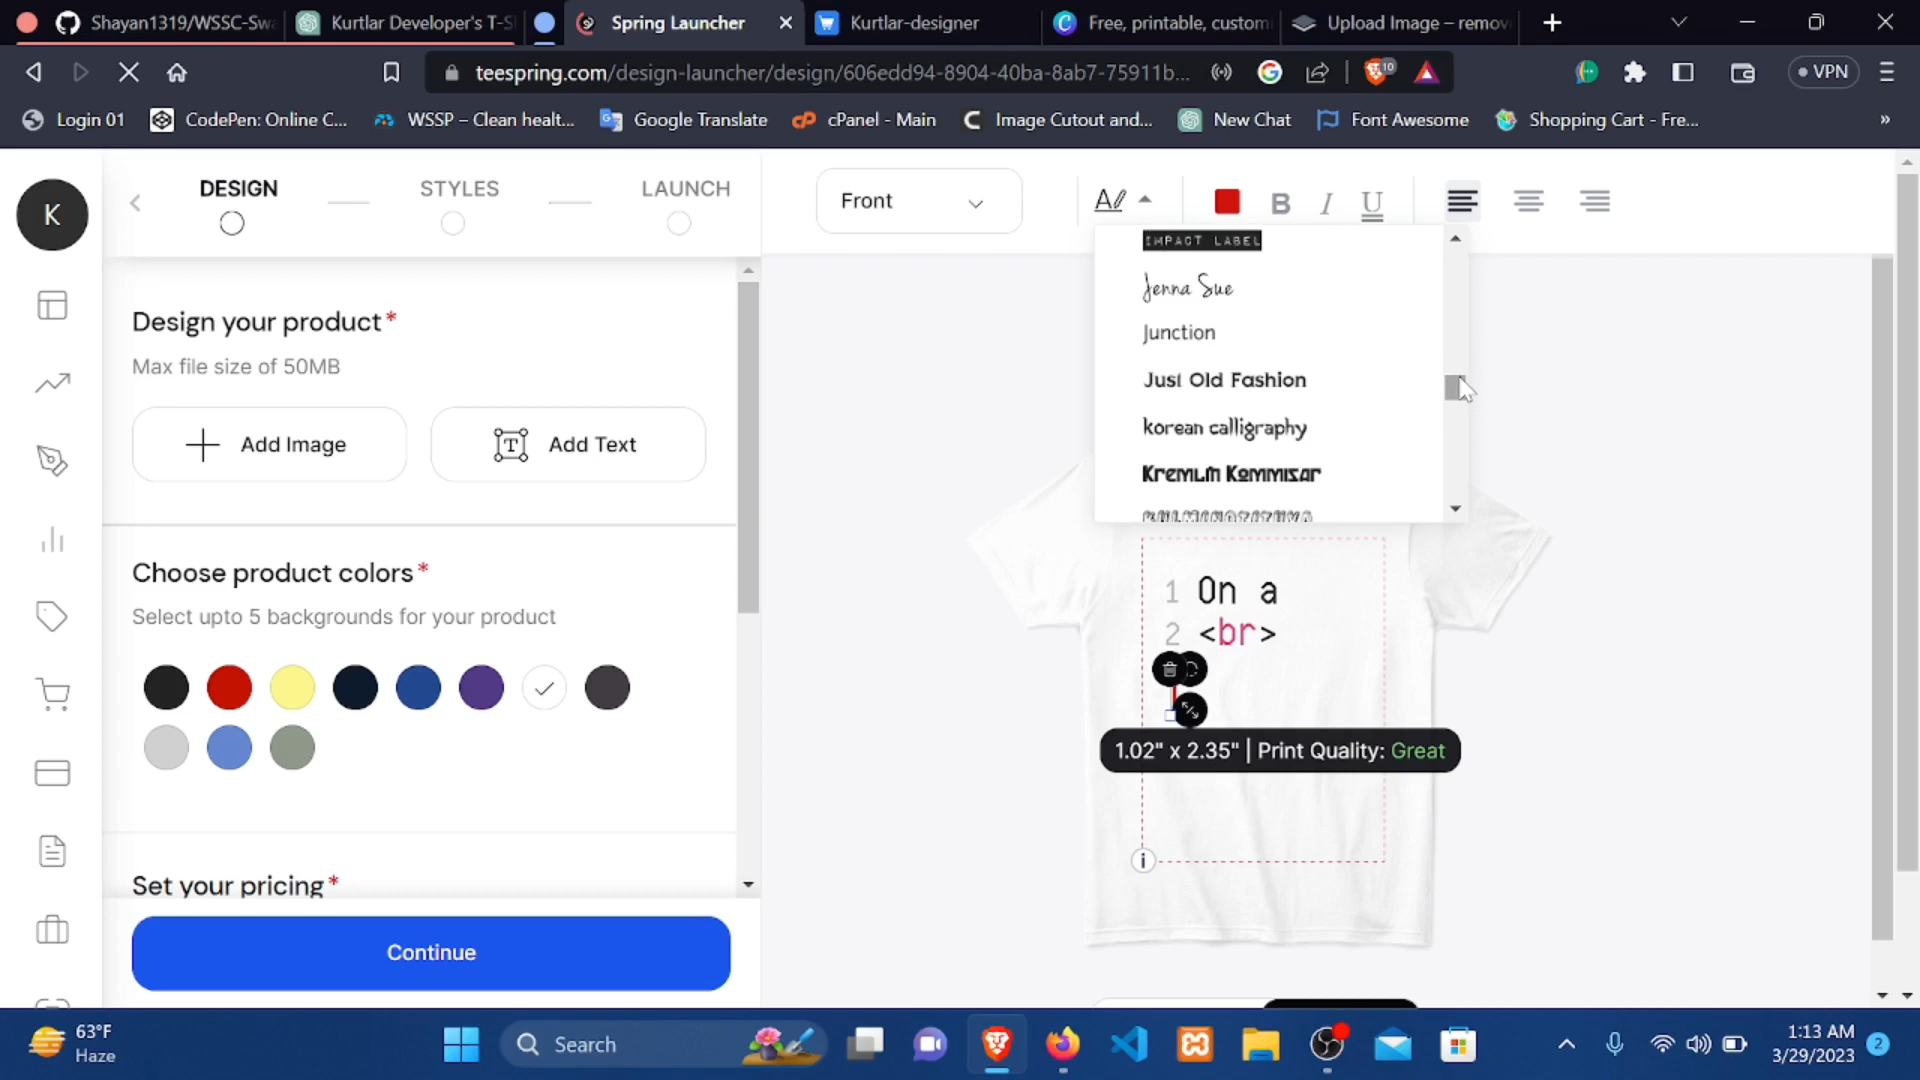 Shayan1319/WSSC-Swa
Kurtlar Developer's T-S
Spring Launcher
Kurtlar-designer
Free, printable, custom
Upload Image – remov
teespring.com/design-launcher/design/606edd94-8904-40ba-8ab7-75911b...
10
VPN
Login 01
CodePen: Online C...
WSSP – Clean healt...
Google Translate
cPanel - Main
Image Cutout and...
New Chat
Font Awesome
Shopping Cart - Fre...
»
K
DESIGN
STYLES
LAUNCH
Front
B I U
Design your product*
Max file size of 50MB
Add Image
Add Text
Choose product colors*
Select upto 5 backgrounds for your product
Set your pricing*
Continue
IMPACT LABEL
Jenna Sue
Junction
Just Old Fashion
korean calligraphy
Kremlin Kommisar
1 On a
2 <br>
1.02" x 2.35" | Print Quality: Great
i
63°F
Haze
Search
1:13 AM
3/29/2023
2